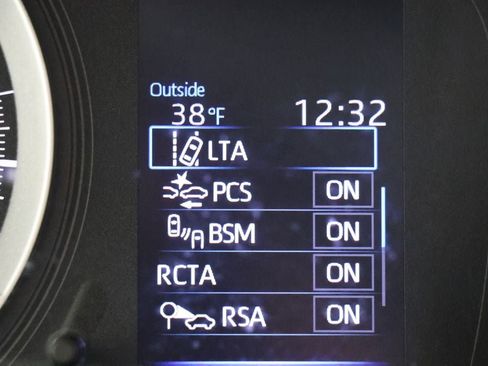 Outside
38°F 12:32
LTA
PCS ON
BSM ON
RCTA ON
RSA ON